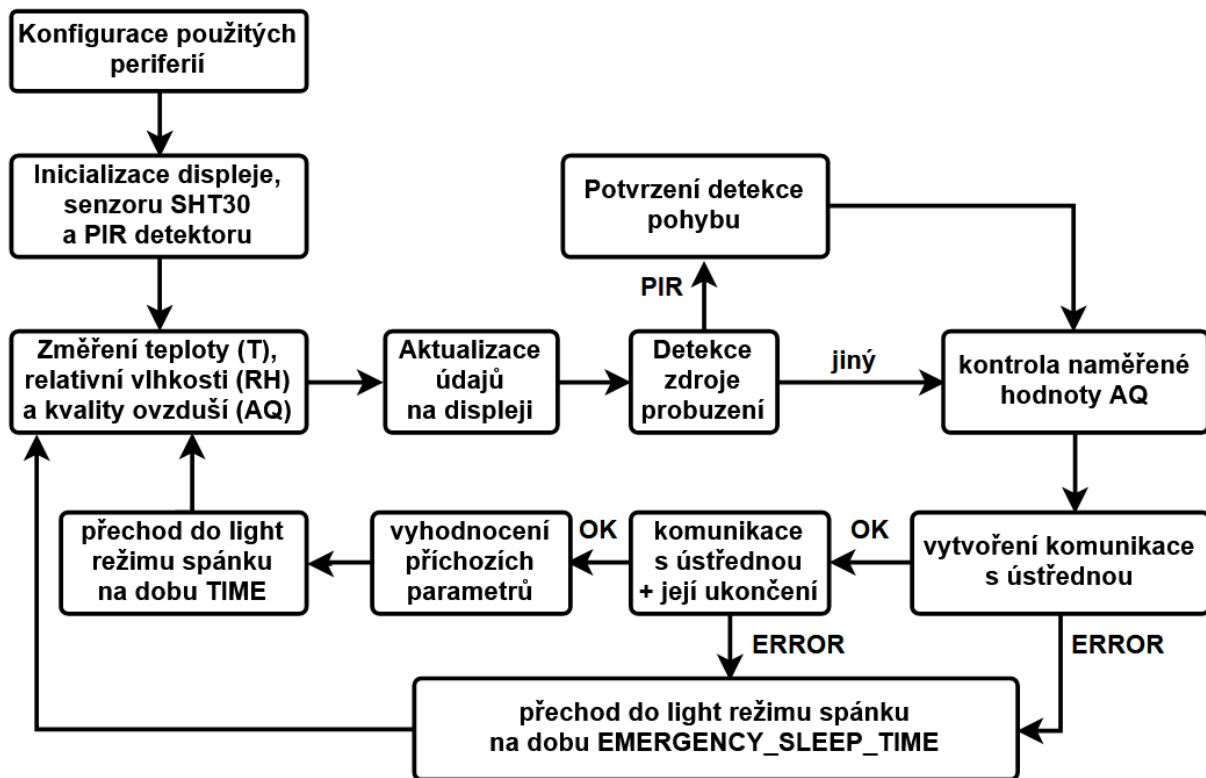 Konfigurace použitých
periferií
Inicializace displeje,
senzoru SHT30
a PIR detektoru
Potvrzení detekce
pohybu
PIR
Změření teploty (T),
relativní vlhkosti (RH)
a kvality ovzduší (AQ)
Aktualizace
údajů
na displeji
Detekce
zdroje
probuzení
jiný
kontrola naměřené
hodnoty AQ
přechod do light
režimu spánku
na dobu TIME
vyhodnocení
příchozích
parametrů
OK
komunikace
s ústřednou
+ její ukončení
OK
vytvoření komunikace
s ústřednou
ERROR
ERROR
přechod do light režimu spánku
na dobu EMERGENCY_SLEEP_TIME